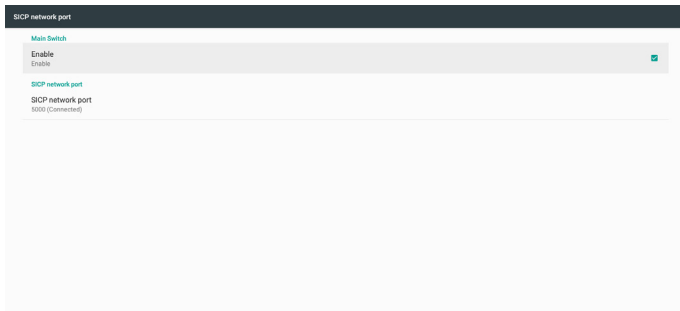 SICP network port
Main Switch
Enable
Enable
SICP network port
SICP network port
5000 (Connected)